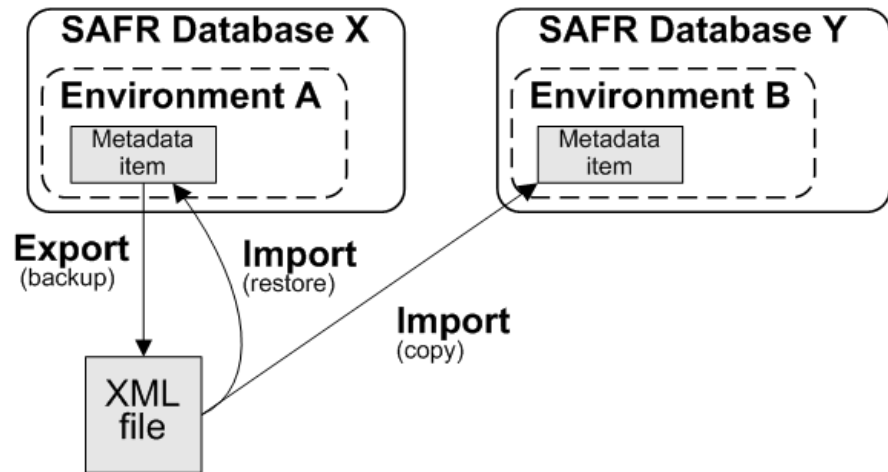 SAFR Database X
SAFR Database Y
Environment A
Environment B
Metadata
item
Metadata
item
Export
(backup)
Import
(restore)
Import
(copy)
XML
file